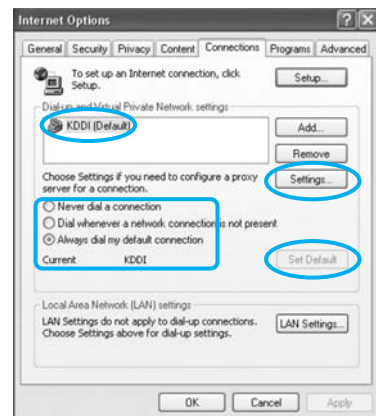 Internet Options
General Security Privacy Content Connections Programs Advanced
To set up an Internet connection, click Setup.
Setup...
Dial-up and Virtual Private Network settings
KDDI (Default)
Add...
Remove
Choose Settings if you need to configure a proxy
server for a connection.
Settings...
Never dial a connection
Dial whenever a network connection is not present
Always dial my default connection
Current KDDI
Set Default
Local Area Network (LAN) settings
LAN Settings do not apply to dial-up connections.
Choose Settings above for dial-up settings.
LAN Settings...
OK Cancel Apply